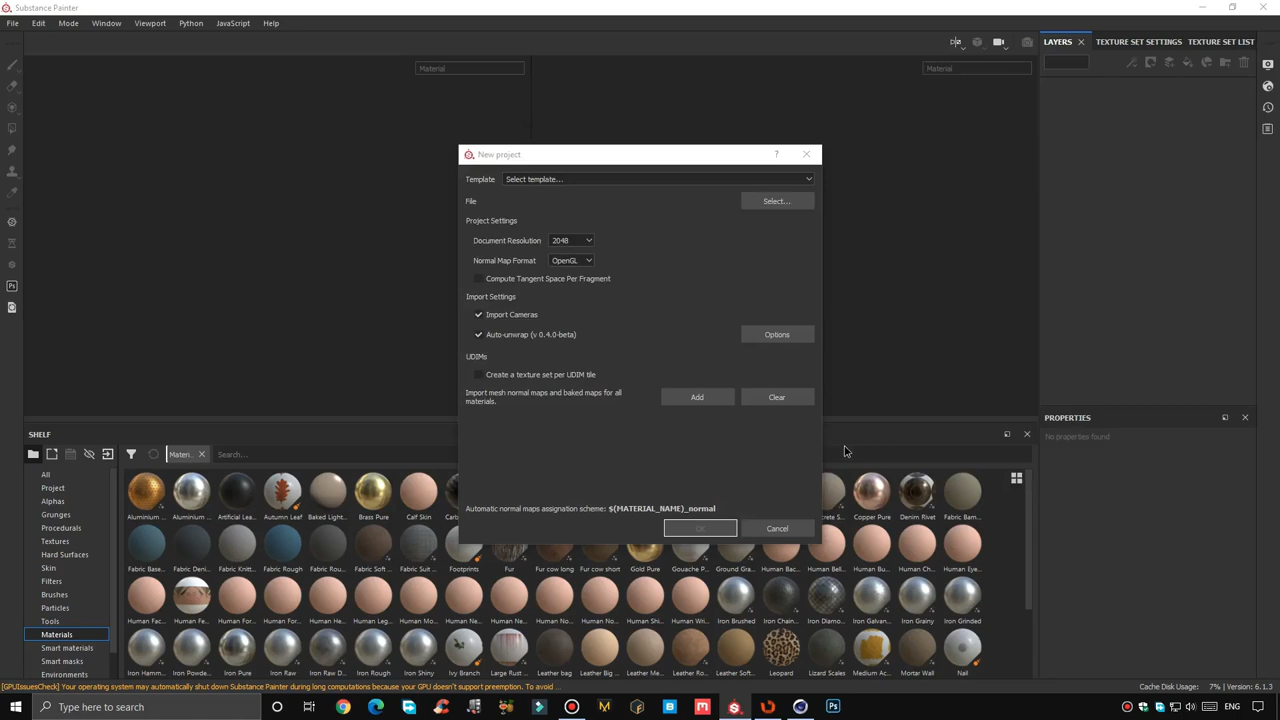 Substance Painter
File Edit Mode Window Viewport Python JavaScript Help
Material
Material
LAYERS TEXTURE SET SETTINGS TEXTURE SET LIST
New project
Template Select template...
File Select...
Project Settings
Document Resolution 2048
Normal Map Format OpenGL
Compute Tangent Space Per Fragment
Import Settings
Import Cameras
Auto-unwrap (v 0.4.0-beta) Options
UDIMs
Create a texture set per UDIM tile
Import mesh normal maps and baked maps for all
materials.
Add Clear
Automatic normal maps assignation scheme: $(MATERIAL_NAME)_normal
OK Cancel
PROPERTIES
No properties found
SHELF
Materi... Search...
All
Project
Alphas
Grunges
Procedurals
Textures
Hard Surfaces
Skin
Filters
Brushes
Particles
Tools
Materials
Smart materials
Smart masks
Environments
Aluminium ... Aluminium ... Artificial Lea... Autumn Leaf Baked Light... Brass Pure Calf Skin Copper Pure Denim Rivet Fabric Bam...
Fabric Base... Fabric Deni... Fabric Knitt... Fabric Rough Fabric Rou... Fabric Soft ... Fabric Suit ... Footprints Fur Fur cow long Fur cow short Gold Pure Gouache P... Ground Gra... Human Bac... Human Bell... Human Bu... Human Ch... Human Eye...
Human Fac... Human Fe... Human For... Human For... Human He... Human Leg... Human Mo... Human Ne... Human Ne... Human No... Human No... Human No... Human Wri... Iron Brushed Iron Chain... Iron Diamo... Iron Galvan... Iron Grainy Iron Grinded
Iron Hamm... Iron Powde... Iron Pure Iron Raw Iron Raw D... Iron Rough Iron Shiny Ivy Branch Large Rust ... Leather bag Leather Big ... Leather Me... Leather Ro... Leather Sof... Leopard Lizard Scales Medium Ac... Mortar Wall Nail
[GPUIssuesCheck] Your operating system may automatically shut down Substance Painter during long computations because your GPU doesn't support preemption. To avoid ...
Cache Disk Usage: 7% | Version: 6.1.3
Type here to search
ENG